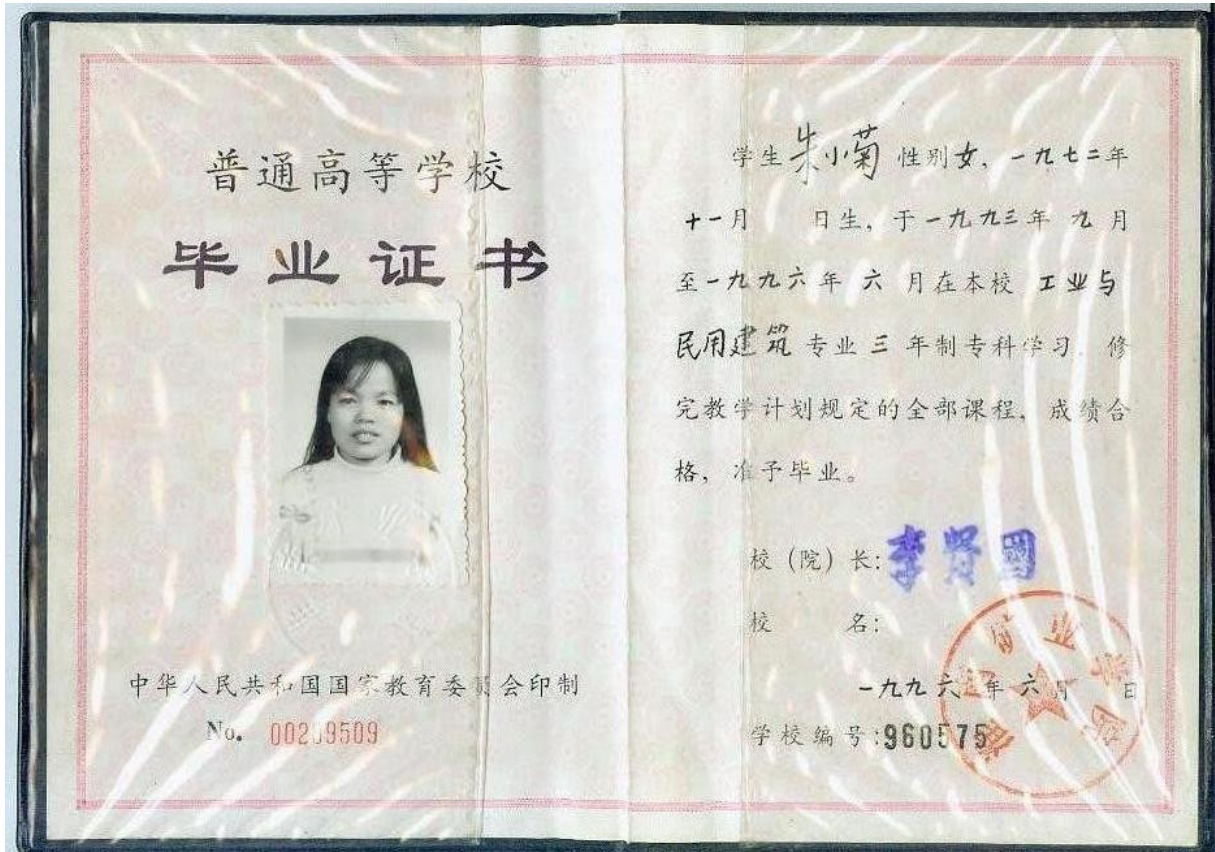 普通高等学校
毕业证书
中华人民共和国国家教育委员会印制
No.
学生 朱小菊 性别女, 一九七二年
十一月 日生, 于一九九三年 九月
至一九九六年 六 月在本校 工业与
民用建筑 专业 三 年制专科学习 修
完教学计划规定的全部课程, 成绩合
格, 准予毕业。
校(院)长: 李贤国
校 名:
矿业学院
一九九六年六月 日
学校编号:960575